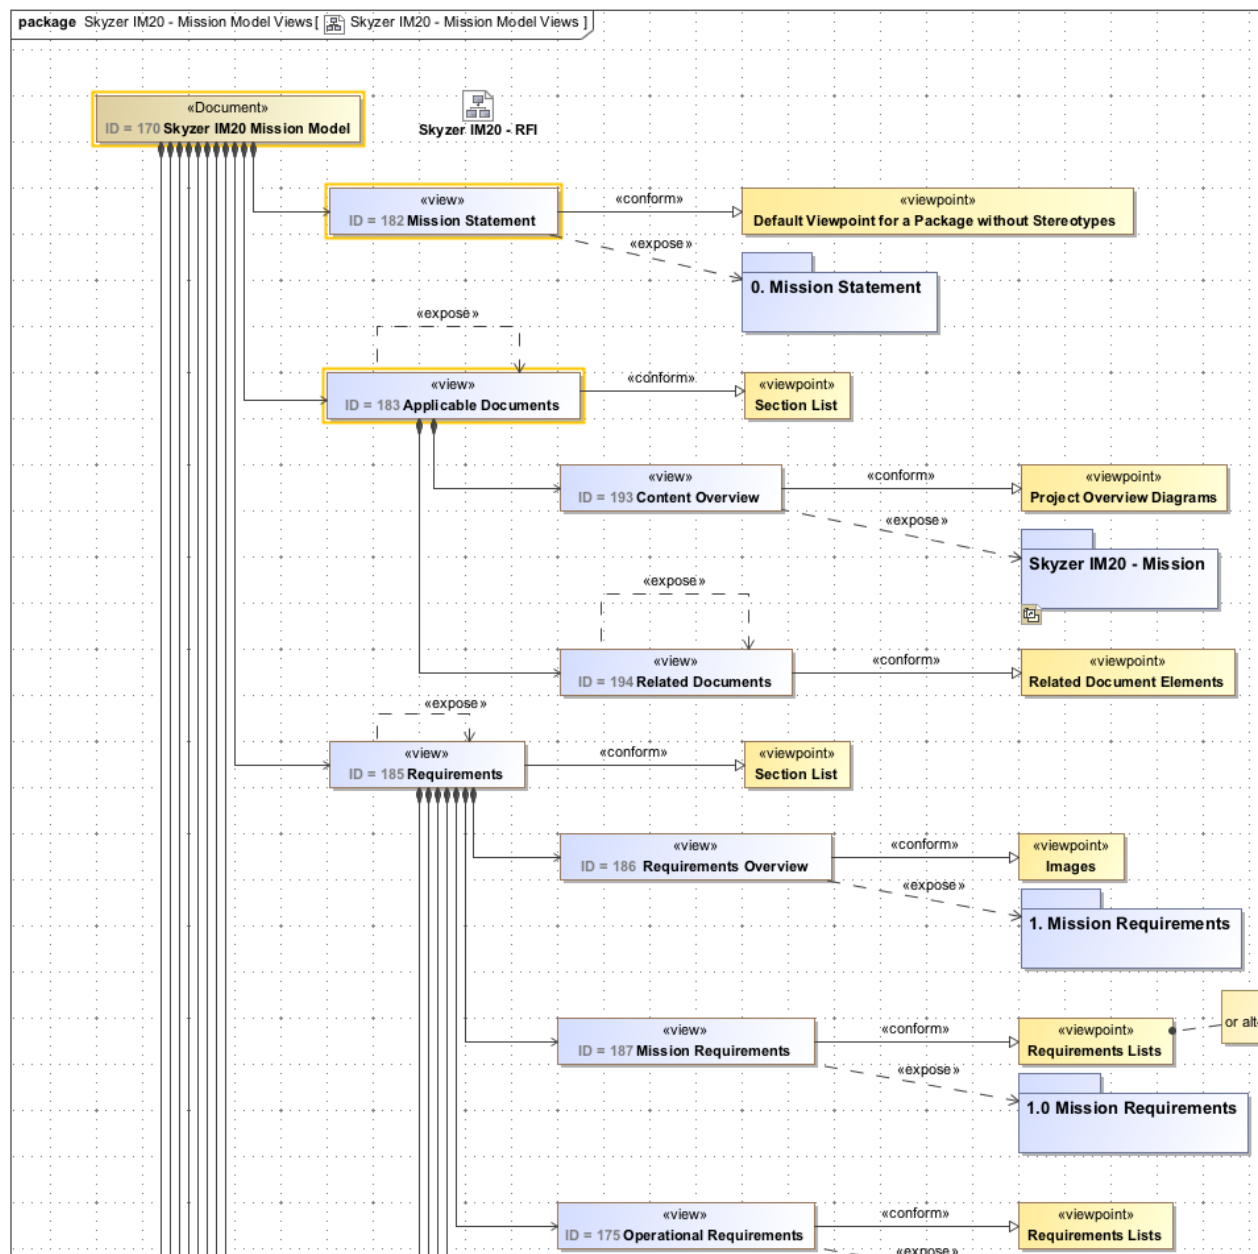 package Skyzer IM20 - Mission Model Views[ Skyzer IM20 - Mission Model Views ]
«Document»
ID = 170 Skyzer IM20 Mission Model
Skyzer IM20 - RFI
«view»
ID = 182 Mission Statement
«conform»
«viewpoint»
Default Viewpoint for a Package without Stereotypes
«expose»
0. Mission Statement
«expose»
«view»
ID = 183 Applicable Documents
«conform»
«viewpoint»
Section List
«view»
ID = 193 Content Overview
«conform»
«viewpoint»
Project Overview Diagrams
«expose»
Skyzer IM20 - Mission
«expose»
«view»
ID = 194 Related Documents
«conform»
«viewpoint»
Related Document Elements
«expose»
«view»
ID = 185 Requirements
«conform»
«viewpoint»
Section List
«view»
ID = 186 Requirements Overview
«conform»
«viewpoint»
Images
«expose»
1. Mission Requirements
«view»
ID = 187 Mission Requirements
«conform»
«viewpoint»
Requirements Lists
or alt
«expose»
1.0 Mission Requirements
«view»
ID = 175 Operational Requirements
«conform»
«viewpoint»
Requirements Lists
«expose»